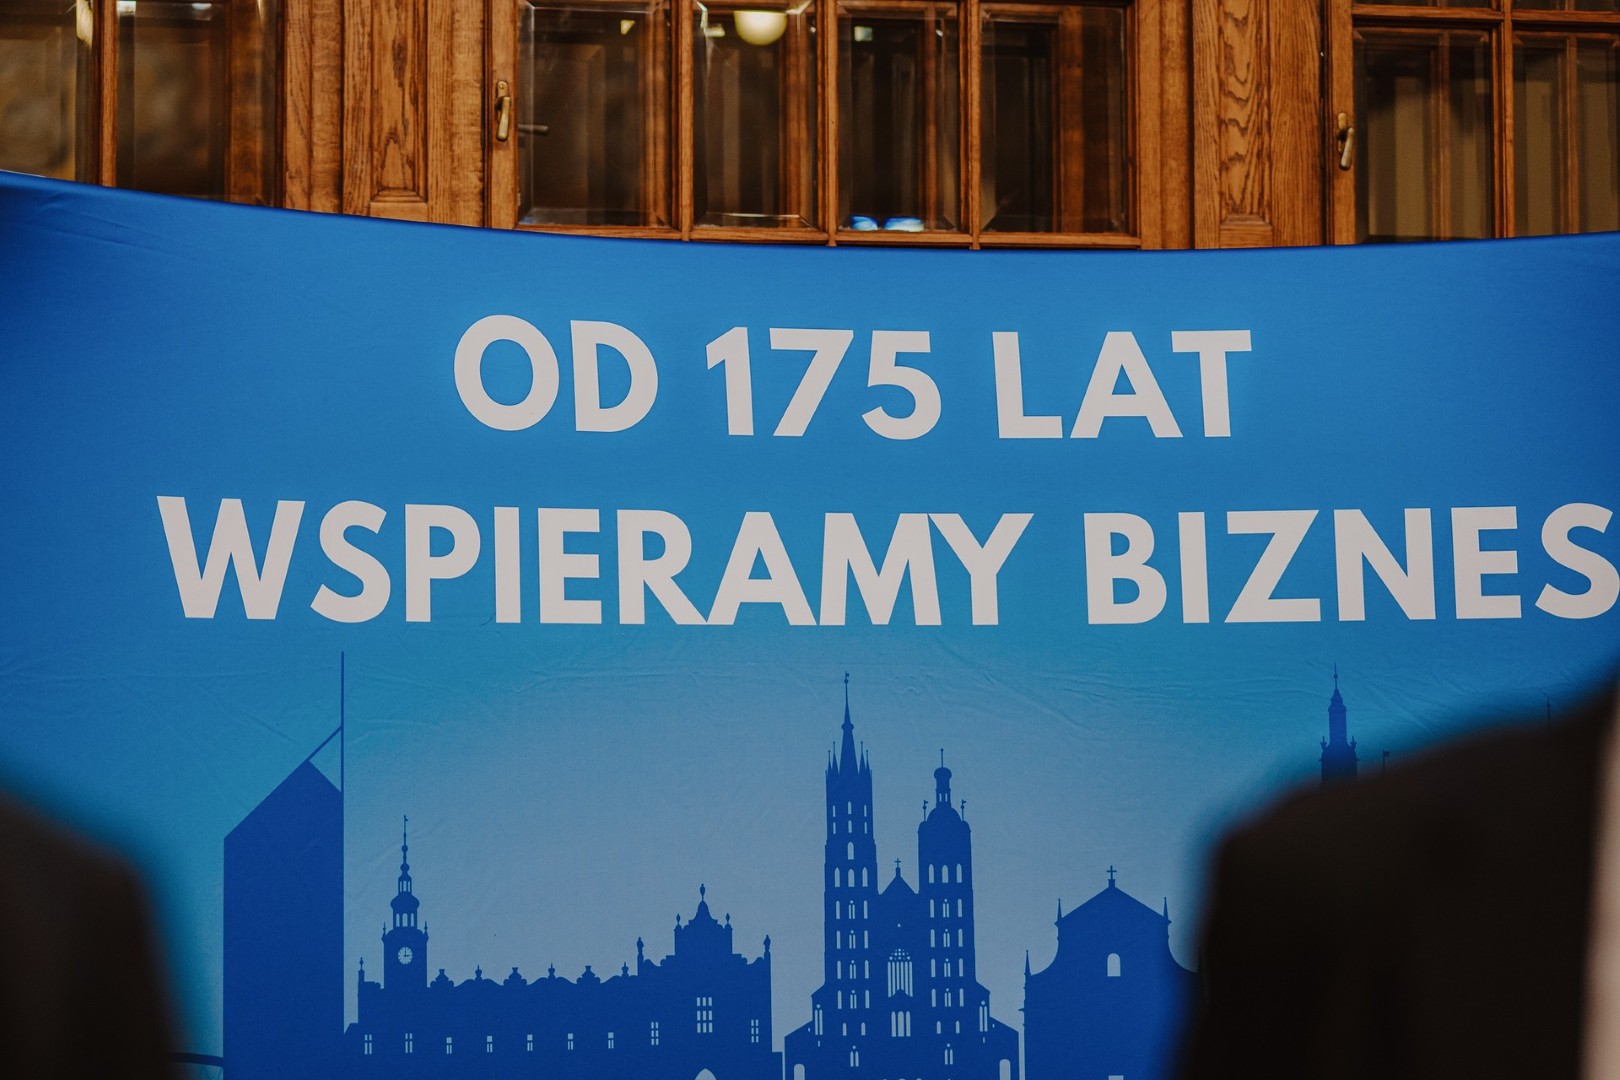 OD 175 LAT
WSPIERAMY BIZNES